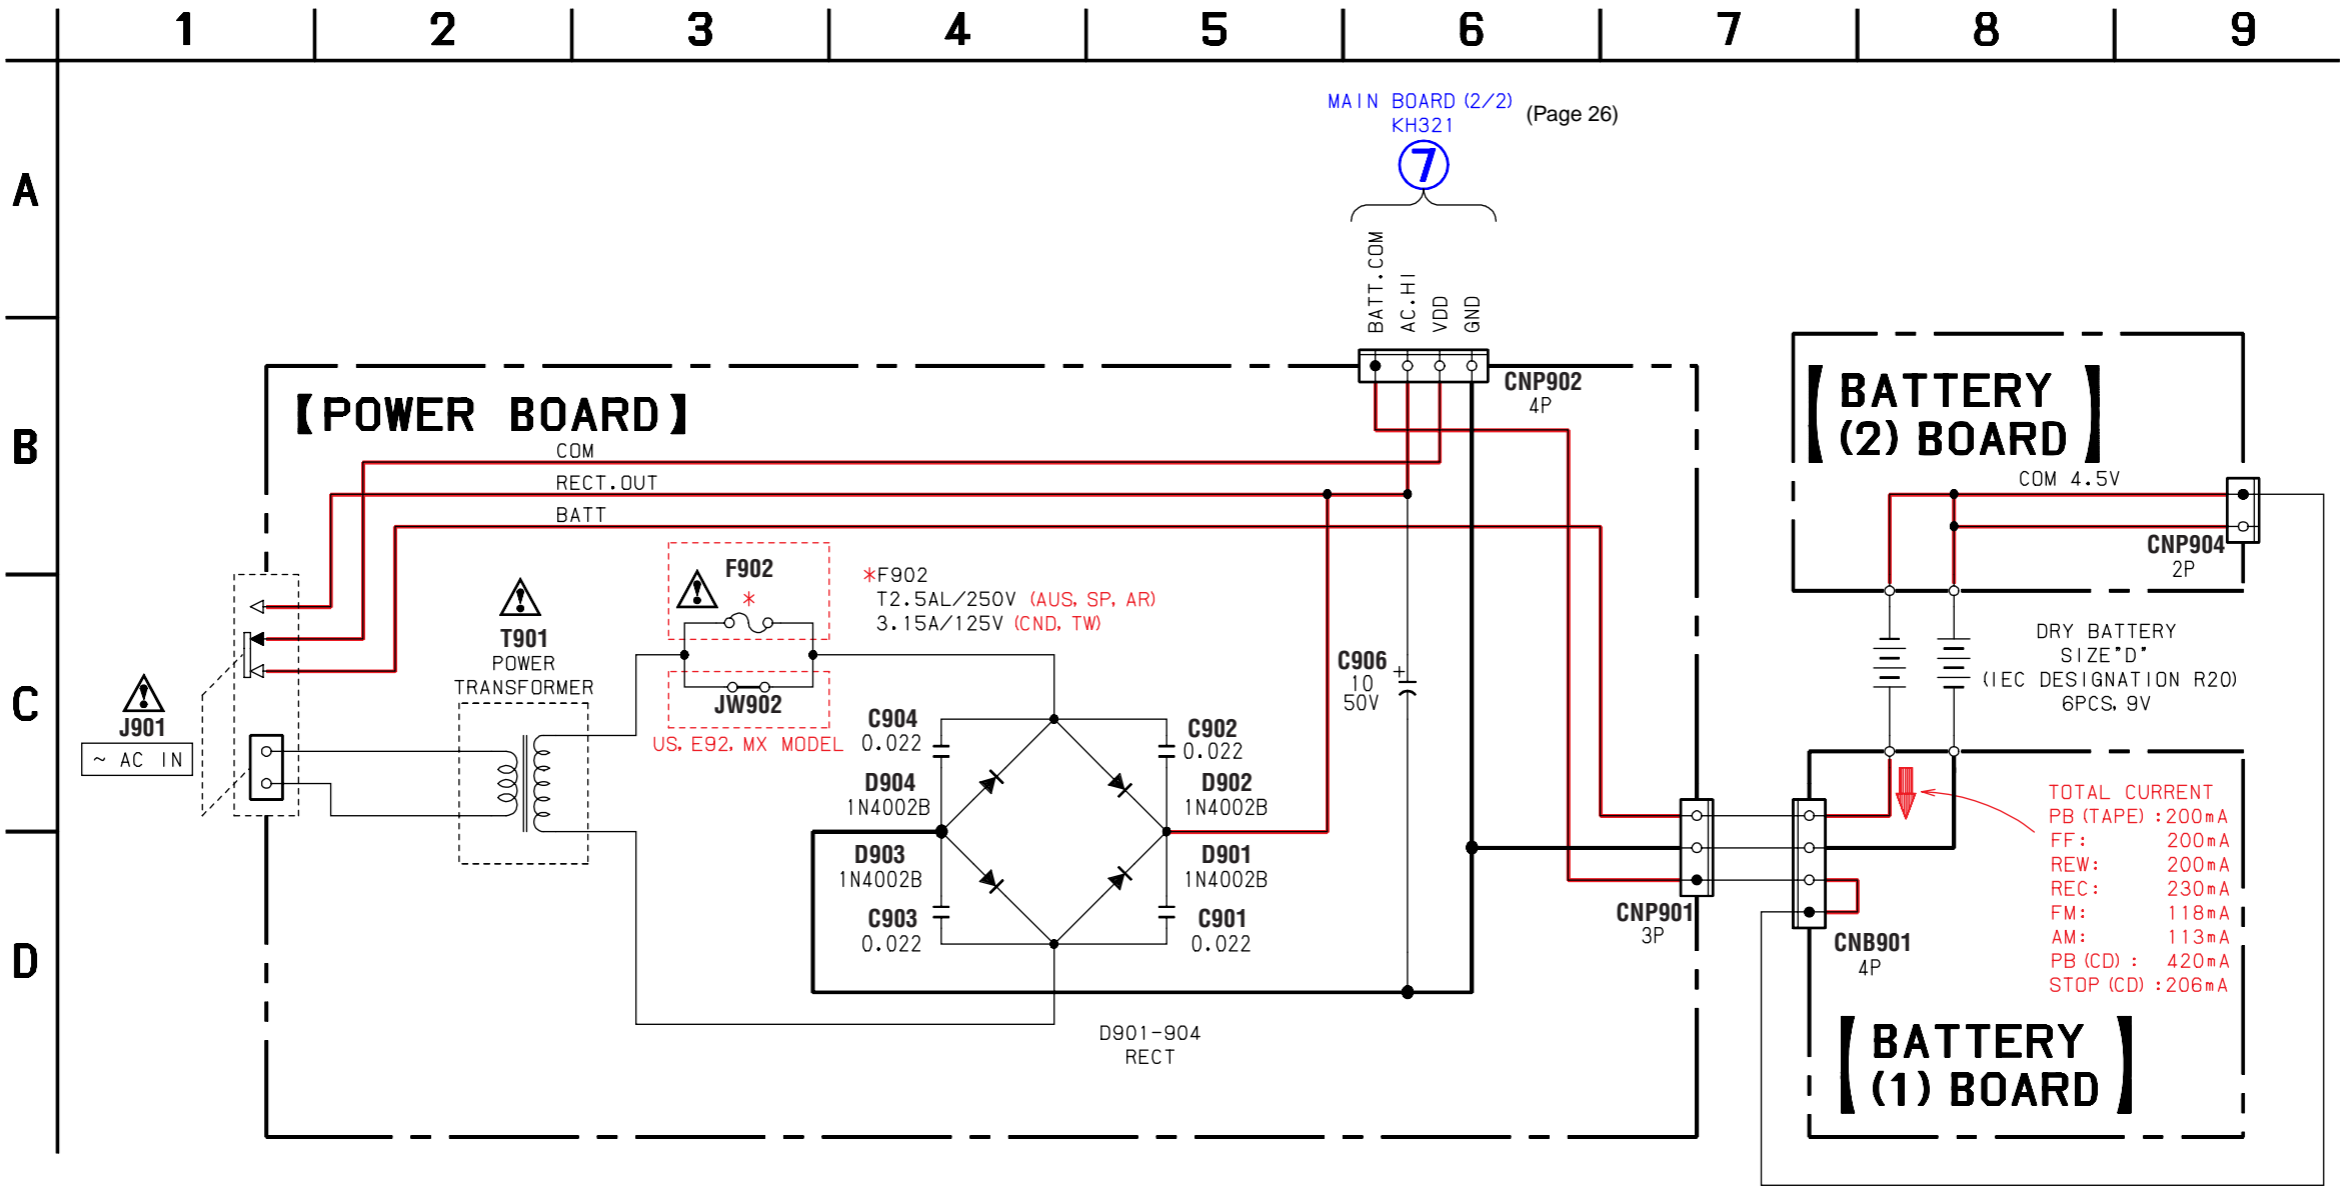 1 2 3 4 5 6 7 8 9
A
B
C
D
MAIN BOARD (2/2)
KH321
(Page 26)
7
BATT.COM
AC.HI
VDD
GND
CNP902
4P
【POWER BOARD】
COM
RECT.OUT
BATT
【BATTERY
(2) BOARD】
COM 4.5V
CNP904
2P
F902
*
*F902
T2.5AL/250V (AUS, SP, AR)
3.15A/125V (CND, TW)
T901
POWER
TRANSFORMER
J901
~ AC IN
JW902
US, E92, MX MODEL
C906
+
10
50V
DRY BATTERY
SIZE"D"
(IEC DESIGNATION R20)
6PCS, 9V
C904
0.022
C902
0.022
D904
1N4002B
D902
1N4002B
D903
1N4002B
D901
1N4002B
C903
0.022
C901
0.022
D901-904
RECT
CNP901
3P
CNB901
4P
TOTAL CURRENT
PB (TAPE) :200mA
FF: 200mA
REW: 200mA
REC: 230mA
FM: 118mA
AM: 113mA
PB (CD) : 420mA
STOP (CD) :206mA
【BATTERY
(1) BOARD】